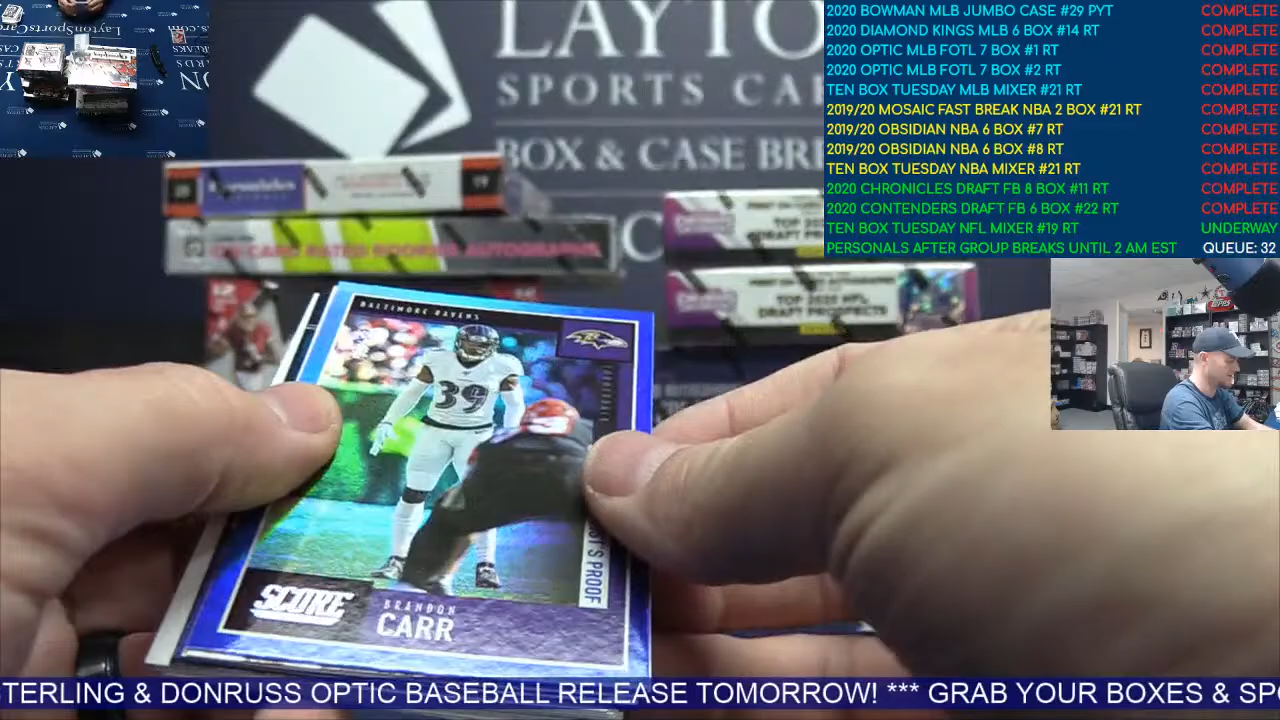 2020 BOWMAN MLB JUMBO CASE #29 PYT COMPLETE
2020 DIAMOND KINGS MLB 6 BOX #14 RT COMPLETE
2020 OPTIC MLB FOTL 7 BOX #1 RT COMPLETE
2020 OPTIC MLB FOTL 7 BOX #2 RT COMPLETE
TEN BOX TUESDAY MLB MIXER #21 RT COMPLETE
2019/20 MOSAIC FAST BREAK NBA 2 BOX #21 RT COMPLETE
2019/20 OBSIDIAN NBA 6 BOX #7 RT COMPLETE
2019/20 OBSIDIAN NBA 6 BOX #8 RT COMPLETE
TEN BOX TUESDAY NBA MIXER #21 RT COMPLETE
2020 CHRONICLES DRAFT FB 8 BOX #11 RT COMPLETE
2020 CONTENDERS DRAFT FB 6 BOX #22 RT COMPLETE
TEN BOX TUESDAY NFL MIXER #19 RT UNDERWAY
PERSONALS AFTER GROUP BREAKS UNTIL 2 AM EST QUEUE: 32
LAYTO
SPORTS CA
BOX & CASE BRE
TOP 2020 NFL
DRAFT PROSPECTS
BALTIMORE RAVENS
39
SCORE
BRANDON
CARR
TERLING & DONRUSS OPTIC BASEBALL RELEASE TOMORROW! *** GRAB YOUR BOXES & SP